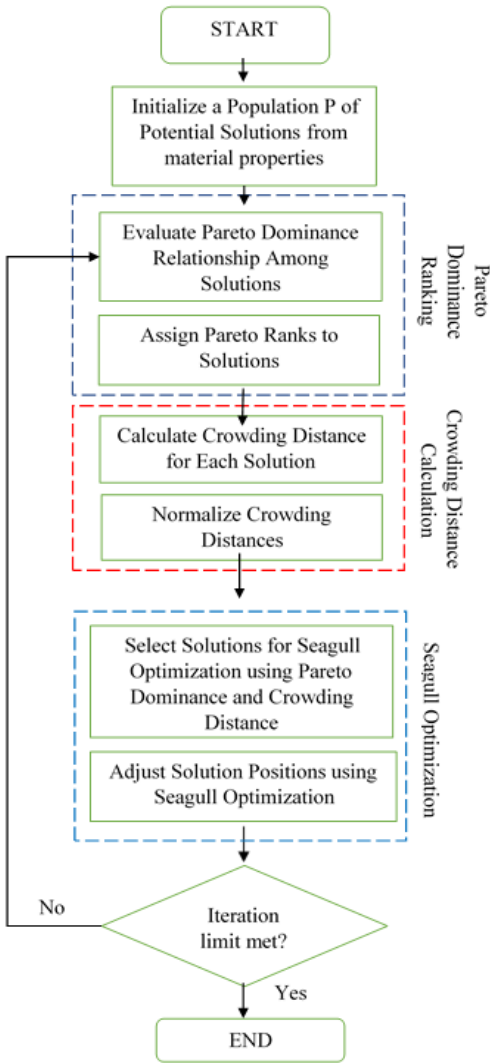 START
Initialize a Population P of
Potential Solutions from
material properties
Evaluate Pareto Dominance
Relationship Among
Solutions
Assign Pareto Ranks to
Solutions
Pareto
Dominance
Ranking
Calculate Crowding Distance
for Each Solution
Normalize Crowding
Distances
Crowding Distance
Calculation
Select Solutions for Seagull
Optimization using Pareto
Dominance and Crowding
Distance
Adjust Solution Positions using
Seagull Optimization
Seagull Optimization
No
Iteration
limit met?
Yes
END